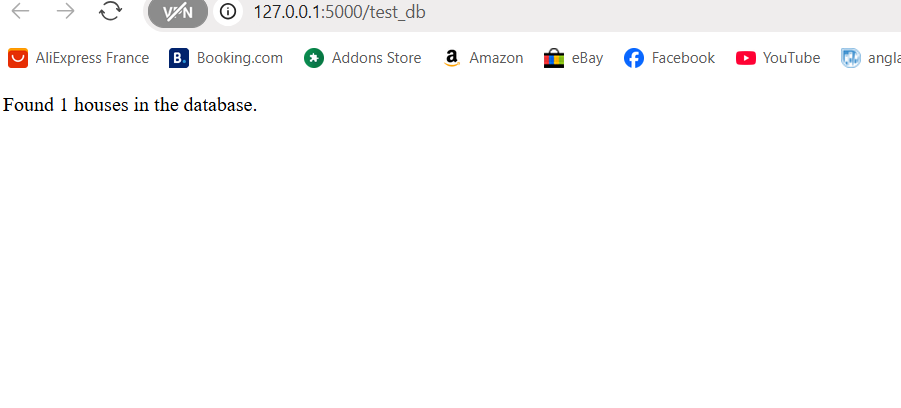 VPN
127.0.0.1:5000/test_db
AliExpress France B. Booking.com Addons Store a Amazon eBay Facebook YouTube angla
Found 1 houses in the database.